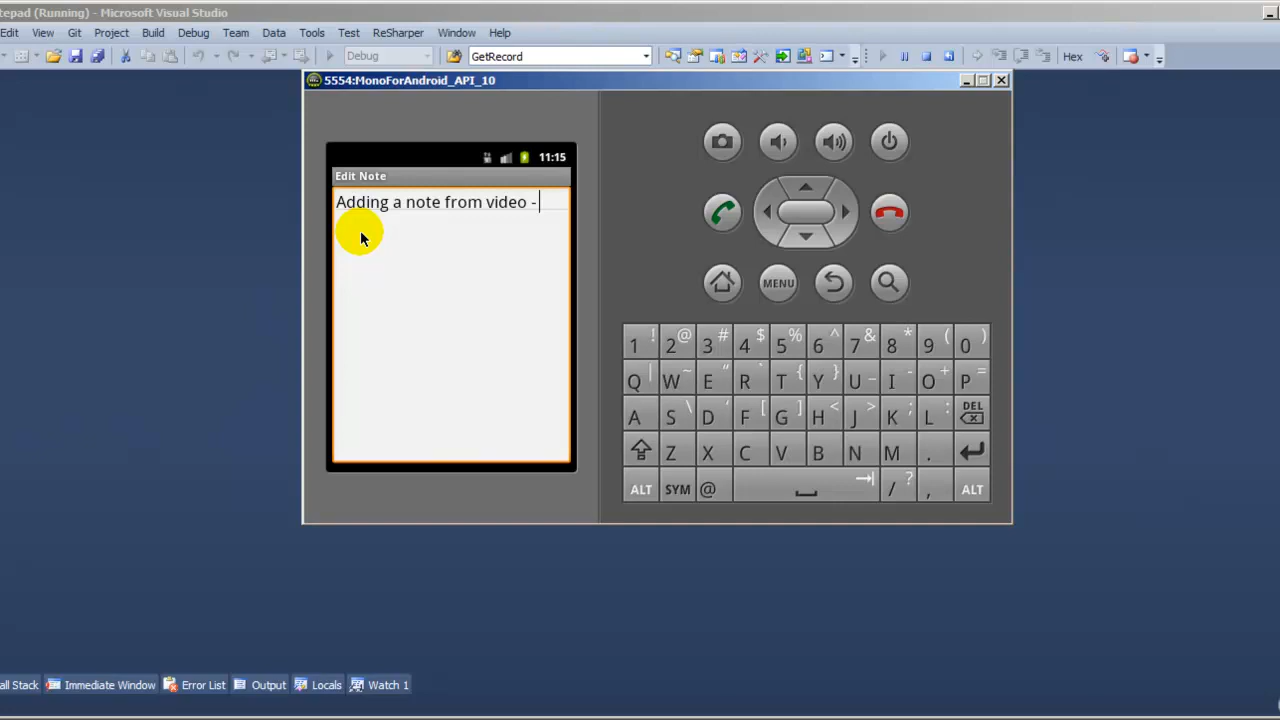 tepad (Running) - Microsoft Visual Studio
Edit View Git Project Build Debug Team Data Tools Test ReSharper Window Help
Debug GetRecord Hex
5554:MonoForAndroid_API_10
11:15
Edit Note
Adding a note from video -
MENU
1 ! 2 @ 3 # 4 $ 5 % 6 ^ 7 & 8 * 9 ( 0 )
Q | W ~ E “ R ` T { Y } U _ I - O + P =
A S \ D ‘ F [ G ] H < J > K ; L : DEL
Z X C V B N M .
ALT SYM @ / ? , ALT
all Stack Immediate Window Error List Output Locals Watch 1